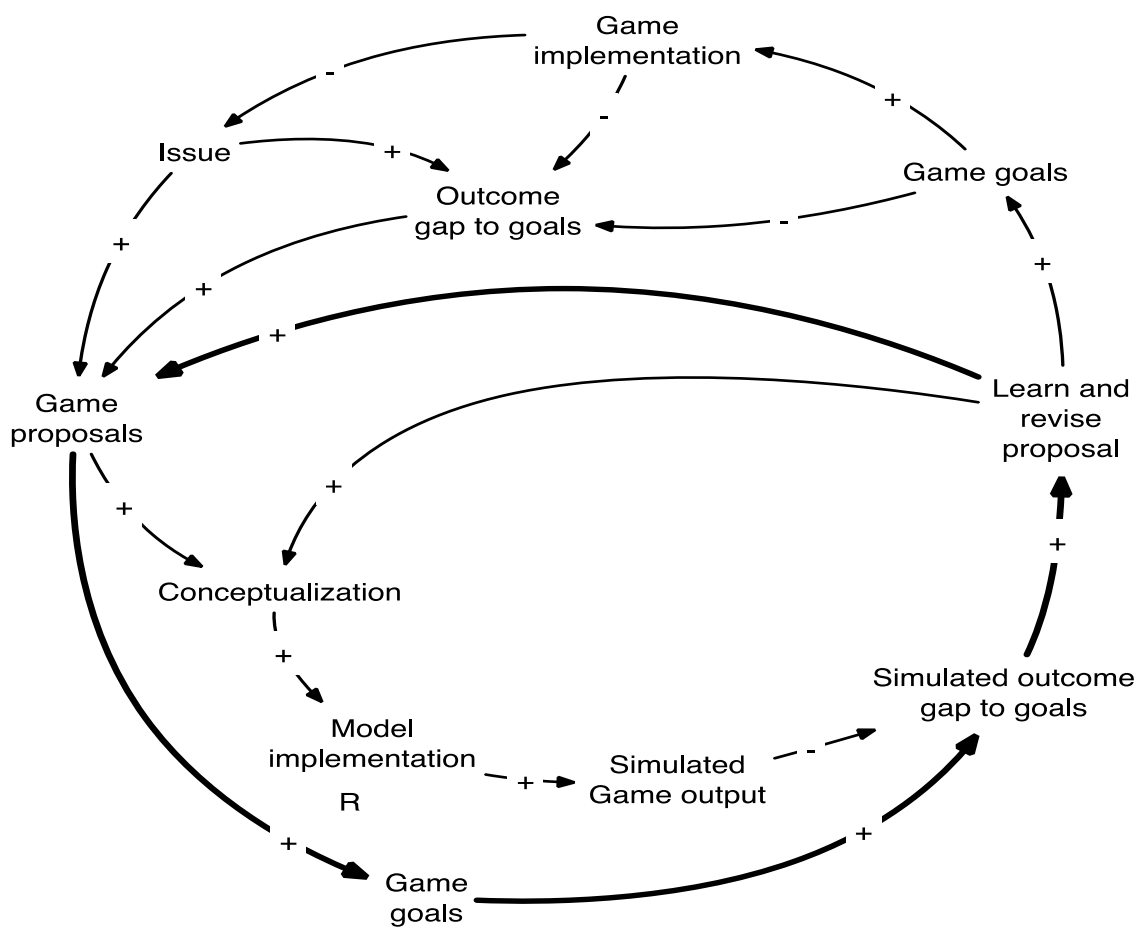 Game
implementation
-
+
-
Issue
+
Game goals
Outcome
gap to goals
-
+
+
+
+
Game
proposals
Learn and
revise
proposal
+
+
+
Conceptualization
+
Simulated outcome
gap to goals
Model
implementation
-
Simulated
Game output
+
R
+
+
Game
goals